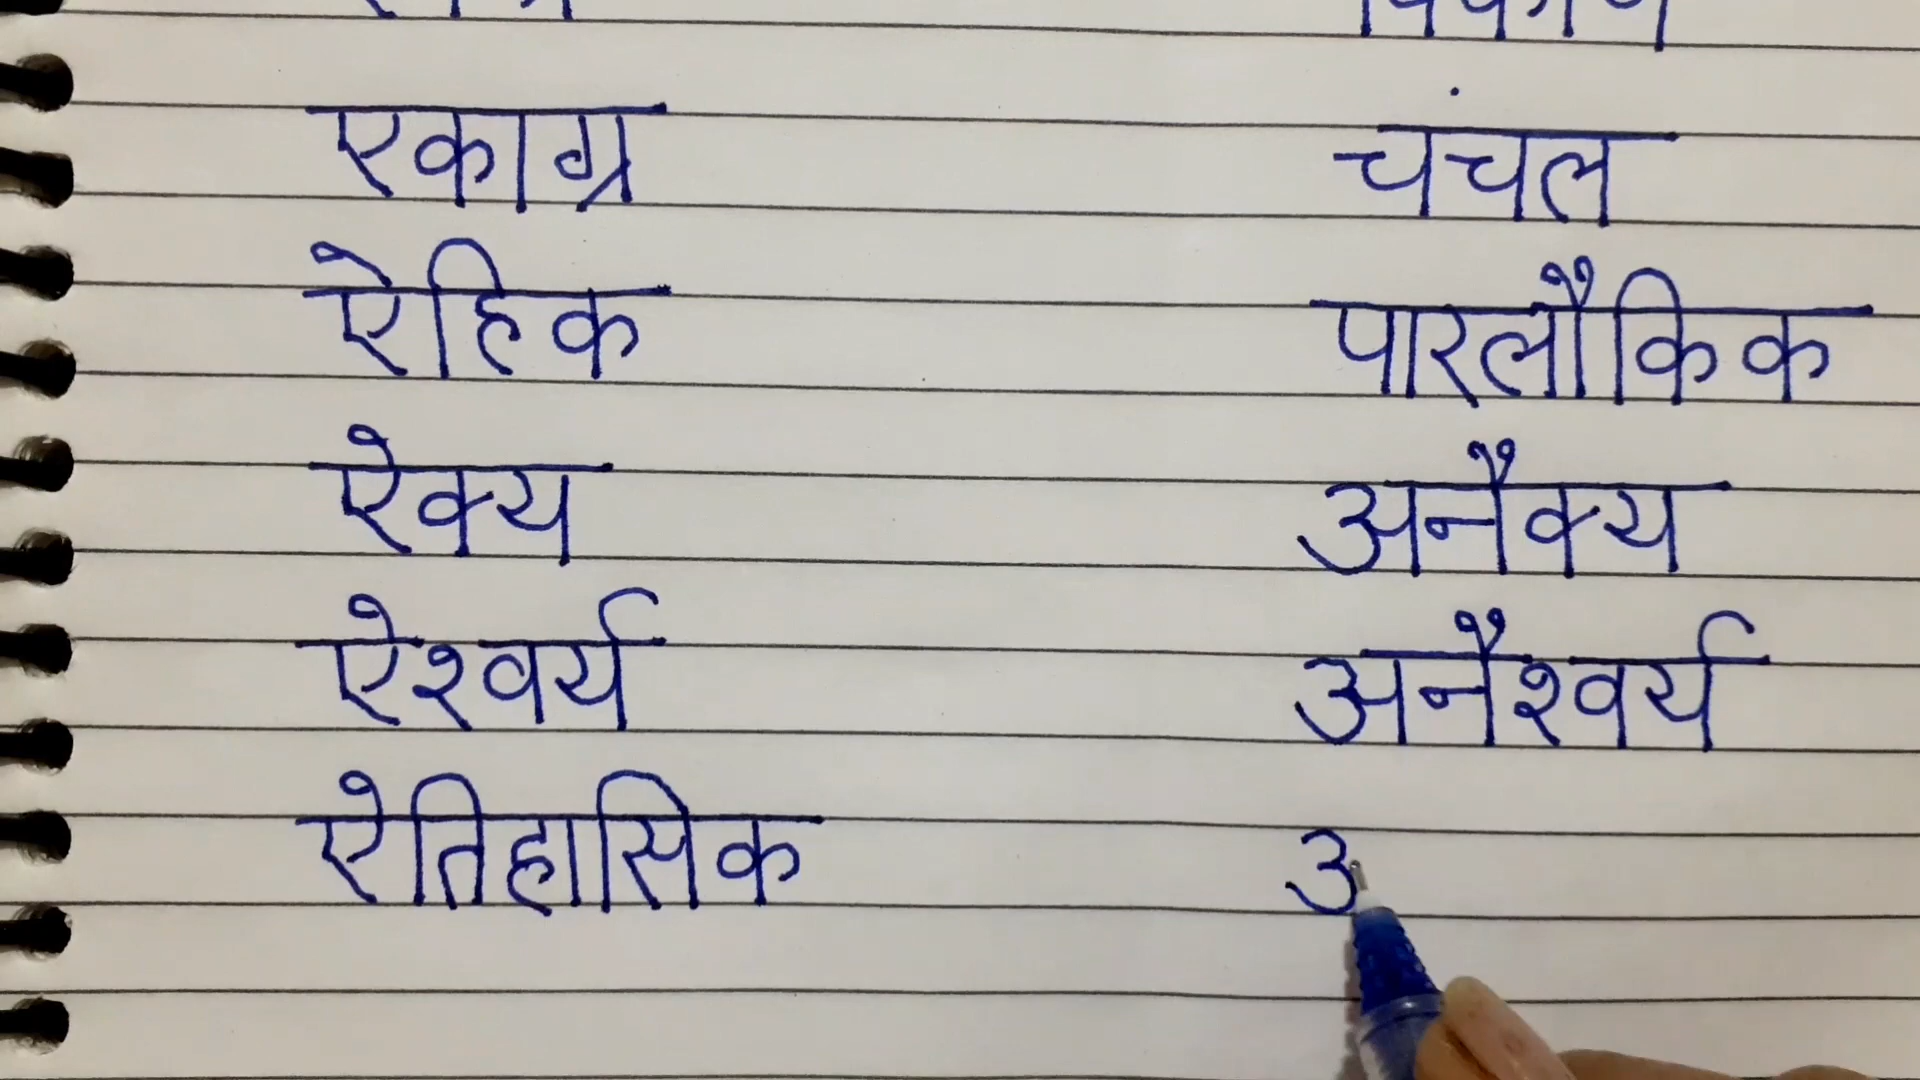 एकाग्र चंचल
ऐहिक पारलौकिक
ऐक्य अनैक्य
ऐश्वर्य अनैश्वर्य
ऐतिहासिक